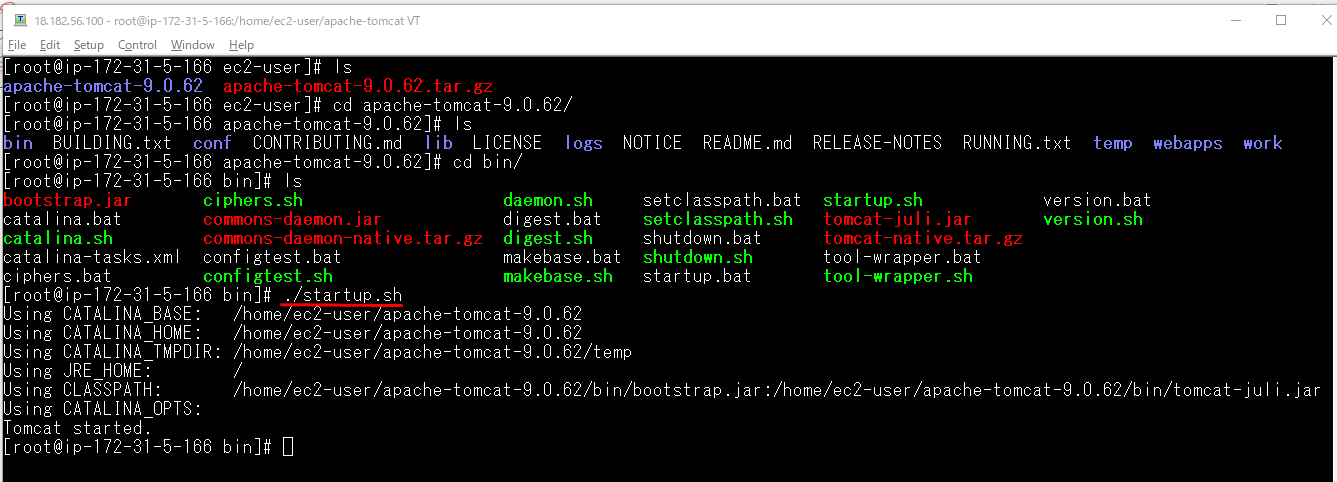 18.182.56.100 - root@ip-172-31-5-166:/home/ec2-user/apache-tomcat VT
File Edit Setup Control Window Help
[root@ip-172-31-5-166 ec2-user]# ls
apache-tomcat-9.0.62 apache-tomcat-9.0.62.tar.gz
[root@ip-172-31-5-166 ec2-user]# cd apache-tomcat-9.0.62/
[root@ip-172-31-5-166 apache-tomcat-9.0.62]# ls
bin BUILDING.txt conf CONTRIBUTING.md lib LICENSE logs NOTICE README.md RELEASE-NOTES RUNNING.txt temp webapps work
[root@ip-172-31-5-166 apache-tomcat-9.0.62]# cd bin/
[root@ip-172-31-5-166 bin]# ls
bootstrap.jar ciphers.sh daemon.sh setclasspath.bat startup.sh version.bat
catalina.bat commons-daemon.jar digest.bat setclasspath.sh tomcat-juli.jar version.sh
catalina.sh commons-daemon-native.tar.gz digest.sh shutdown.bat tomcat-native.tar.gz
catalina-tasks.xml configtest.bat makebase.bat shutdown.sh tool-wrapper.bat
ciphers.bat configtest.sh makebase.sh startup.bat tool-wrapper.sh
[root@ip-172-31-5-166 bin]# ./startup.sh
Using CATALINA_BASE: /home/ec2-user/apache-tomcat-9.0.62
Using CATALINA_HOME: /home/ec2-user/apache-tomcat-9.0.62
Using CATALINA_TMPDIR: /home/ec2-user/apache-tomcat-9.0.62/temp
Using JRE_HOME: /
Using CLASSPATH: /home/ec2-user/apache-tomcat-9.0.62/bin/bootstrap.jar:/home/ec2-user/apache-tomcat-9.0.62/bin/tomcat-juli.jar
Using CATALINA_OPTS:
Tomcat started.
[root@ip-172-31-5-166 bin]#